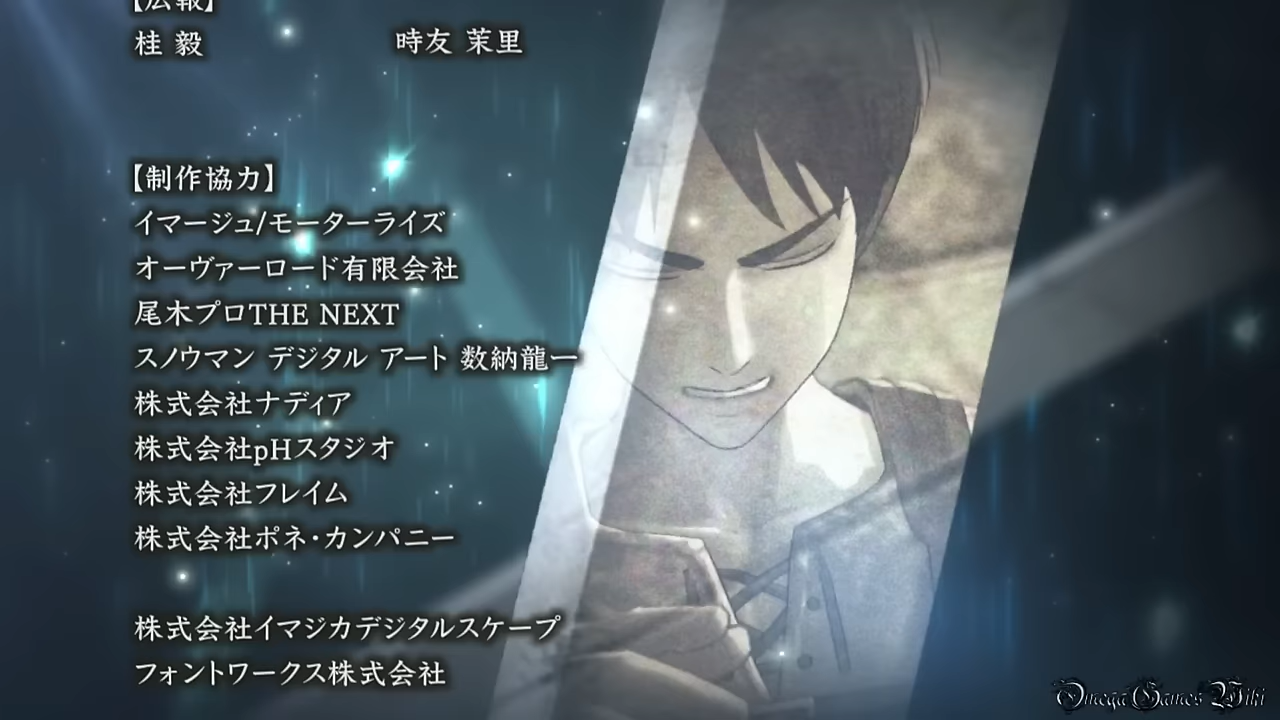 【広報】
桂 毅 時友 茉里
【制作協力】
イマージュ/モーターライズ
オーヴァーロード有限会社
尾木プロTHE NEXT
スノウマン デジタル アート 数納龍一
株式会社ナディア
株式会社pHスタジオ
株式会社フレイム
株式会社ポネ・カンパニー
株式会社イマジカデジタルスケープ
フォントワークス株式会社
Omega Games Wiki